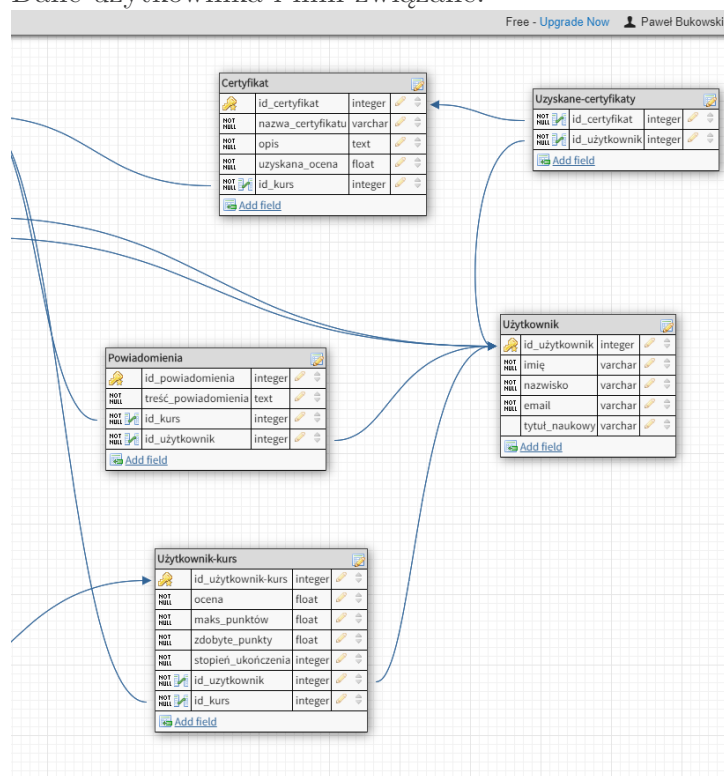 Dane użytkownika i nim związane.
Free - Upgrade Now Paweł Bukowski
Certyfikat
id_certyfikat integer
NOT NULL nazwa_certyfikatu varchar
NOT NULL opis text
NOT NULL uzyskana_ocena float
NOT NULL id_kurs integer
Add field
Uzyskane-certyfikaty
NOT NULL id_certyfikat integer
NOT NULL id_użytkownik integer
Add field
Użytkownik
id_użytkownik integer
NOT NULL imię varchar
NOT NULL nazwisko varchar
NOT NULL email varchar
tytuł_naukowy varchar
Add field
Powiadomienia
id_powiadomienia integer
NOT NULL treść_powiadomienia text
NOT NULL id_kurs integer
NOT NULL id_użytkownik integer
Add field
Użytkownik-kurs
id_użytkownik-kurs integer
NOT NULL ocena float
NOT NULL maks_punktów float
NOT NULL zdobyte_punkty float
NOT NULL stopień_ukończenia integer
NOT NULL id_uzytkownik integer
NOT NULL id_kurs integer
Add field